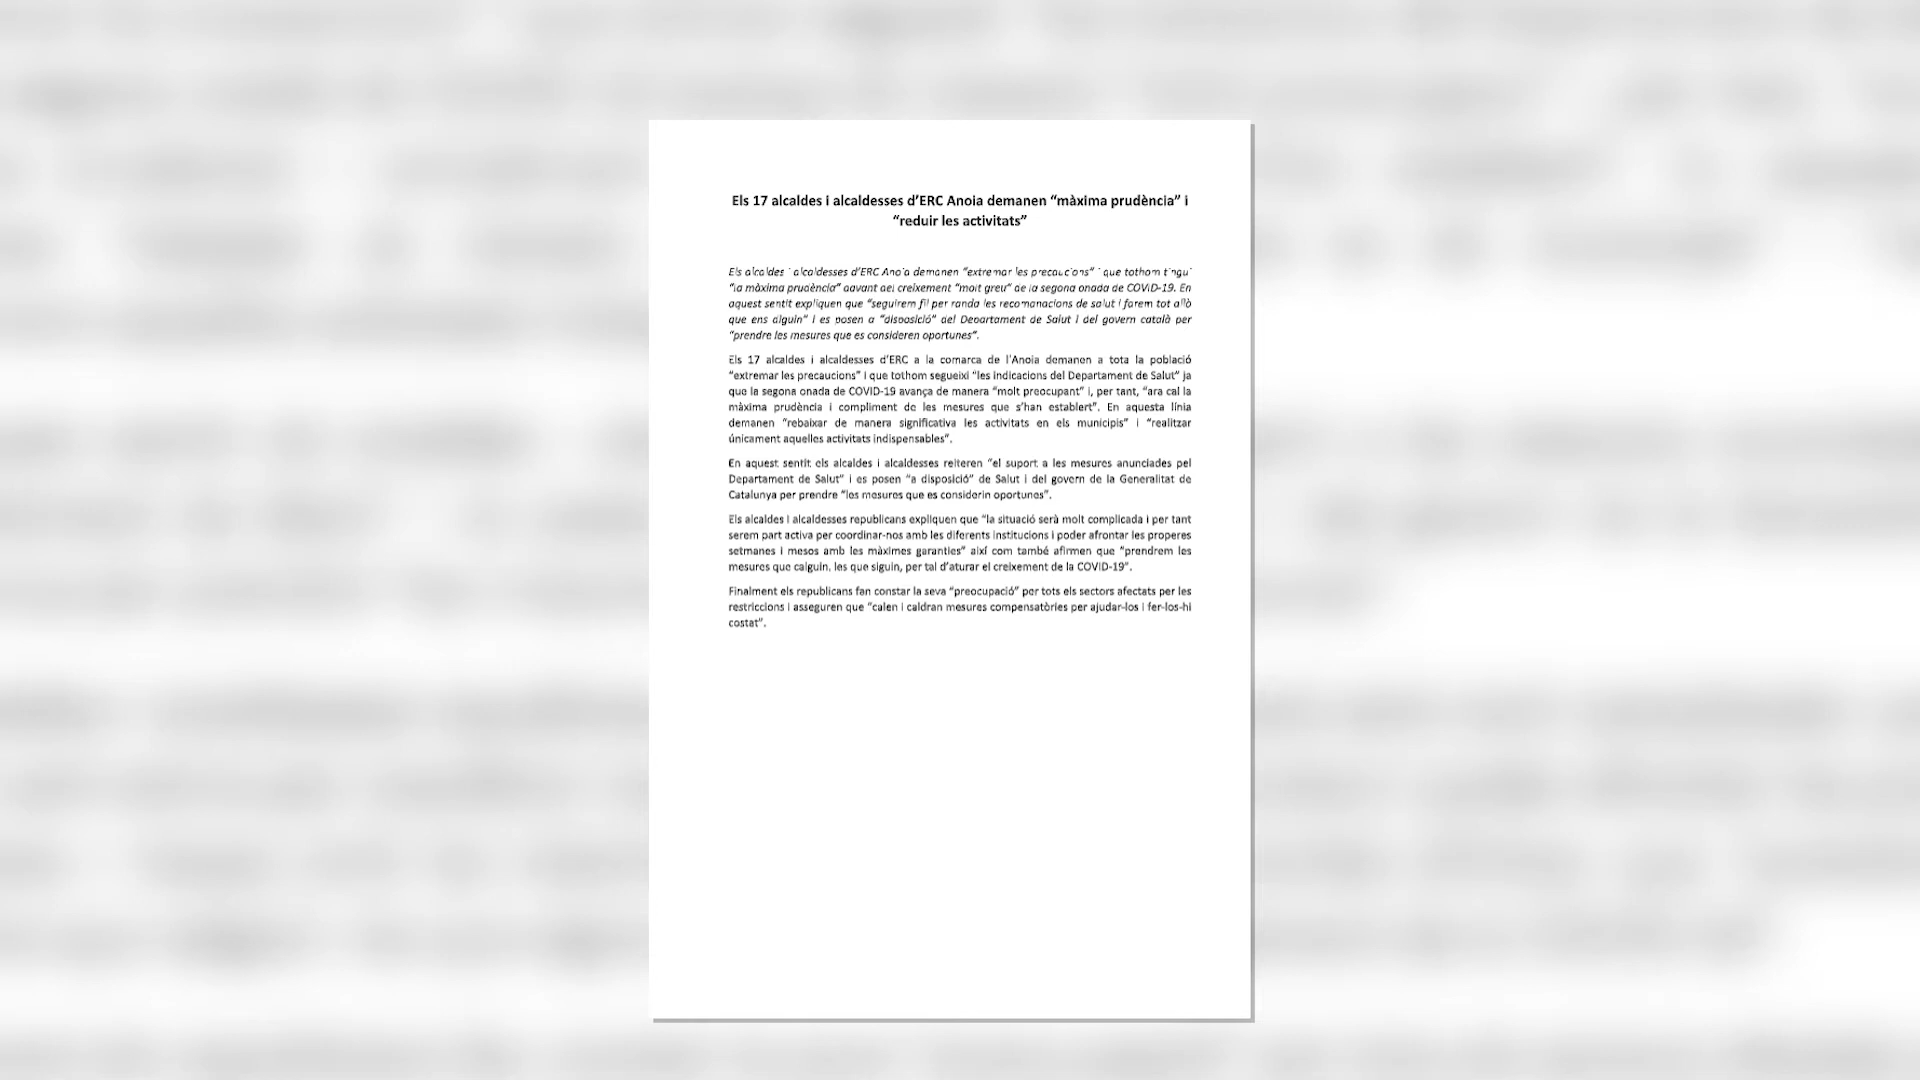 Els 17 alcaldes i alcaldesses d'ERC Anoia demanen “màxima prudència” i
“reduir les activitats”
Els alcaldes i alcaldesses d'ERC Anoia demanen “extremar les precaucions” i que tothom tingui
“la màxima prudència” davant del creixement “molt greu” de la segona onada de COVID-19. En
aquest sentit expliquen que “seguirem fil per randa les recomanacions de salut i farem tot allò
que ens diguin” i es posen a “disposició” del Departament de Salut i del govern català per
“prendre les mesures que es consideren oportunes”.
Els 17 alcaldes i alcaldesses d'ERC a la comarca de l'Anoia demanen a tota la població
“extremar les precaucions” i que tothom segueixi “les indicacions del Departament de Salut” ja
que la segona onada de COVID-19 avança de manera “molt preocupant” i, per tant, “ara cal la
màxima prudència i compliment de les mesures que s'han establert”. En aquesta línia
demanen “rebaixar de manera significativa les activitats en els municipis” i “realitzar
únicament aquelles activitats indispensables”.
En aquest sentit els alcaldes i alcaldesses reiteren “el suport a les mesures anunciades pel
Departament de Salut” i es posen “a disposició” de Salut i del govern de la Generalitat de
Catalunya per prendre “les mesures que es considerin oportunes”.
Els alcaldes i alcaldesses republicans expliquen que “la situació serà molt complicada i per tant
serem part activa per coordinar-nos amb les diferents institucions i poder afrontar les properes
setmanes i mesos amb les màximes garanties” així com també afirmen que “prendrem les
mesures que calguin, les que siguin, per tal d'aturar el creixement de la COVID-19”.
Finalment els republicans fan constar la seva “preocupació” per tots els sectors afectats per les
restriccions i asseguren que “calen i caldran mesures compensatòries per ajudar-los i fer-los-hi
costat”.